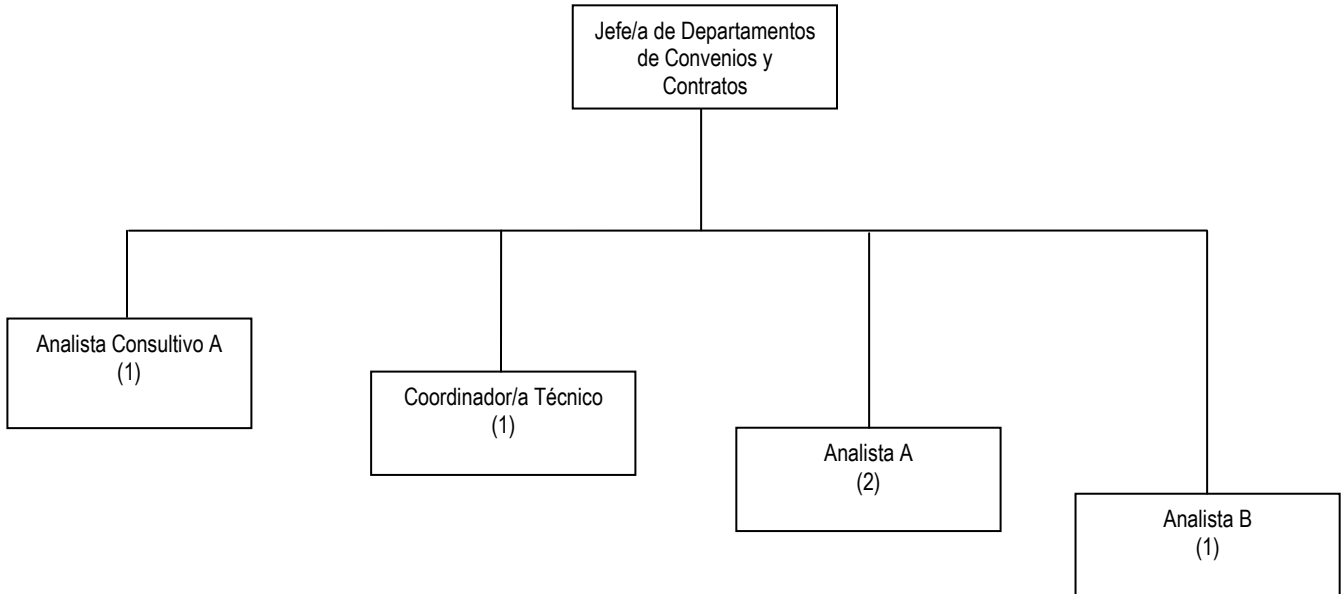 Jefe/a de Departamentos
de Convenios y
Contratos
Analista Consultivo A
(1)
Coordinador/a Técnico
(1)
Analista A
(2)
Analista B
(1)